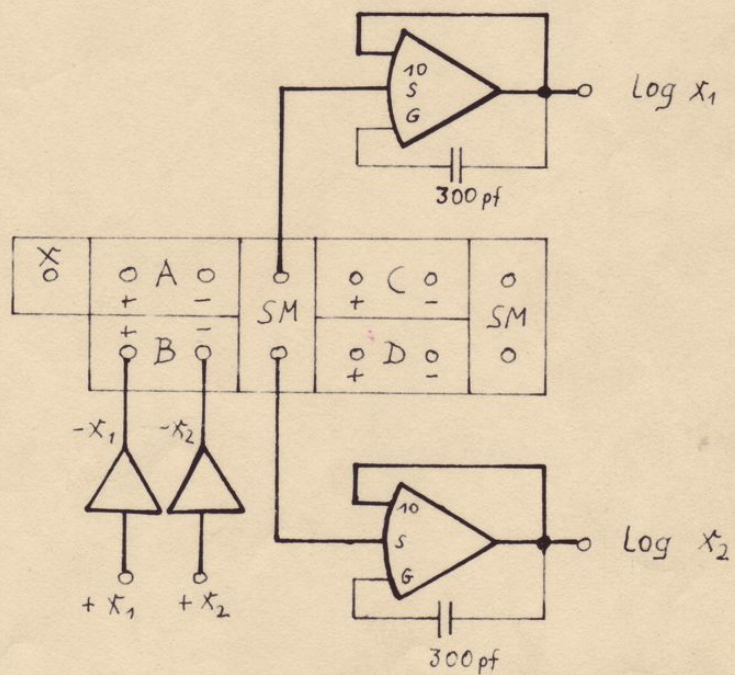 10
S
G
Log x₁
300 pf
x
A
+ -
SM
C
+ -
SM
+ -
B
D
+ -
-x₁
-x₂
+x₁
+x₂
10
S
G
Log x₂
300 pf